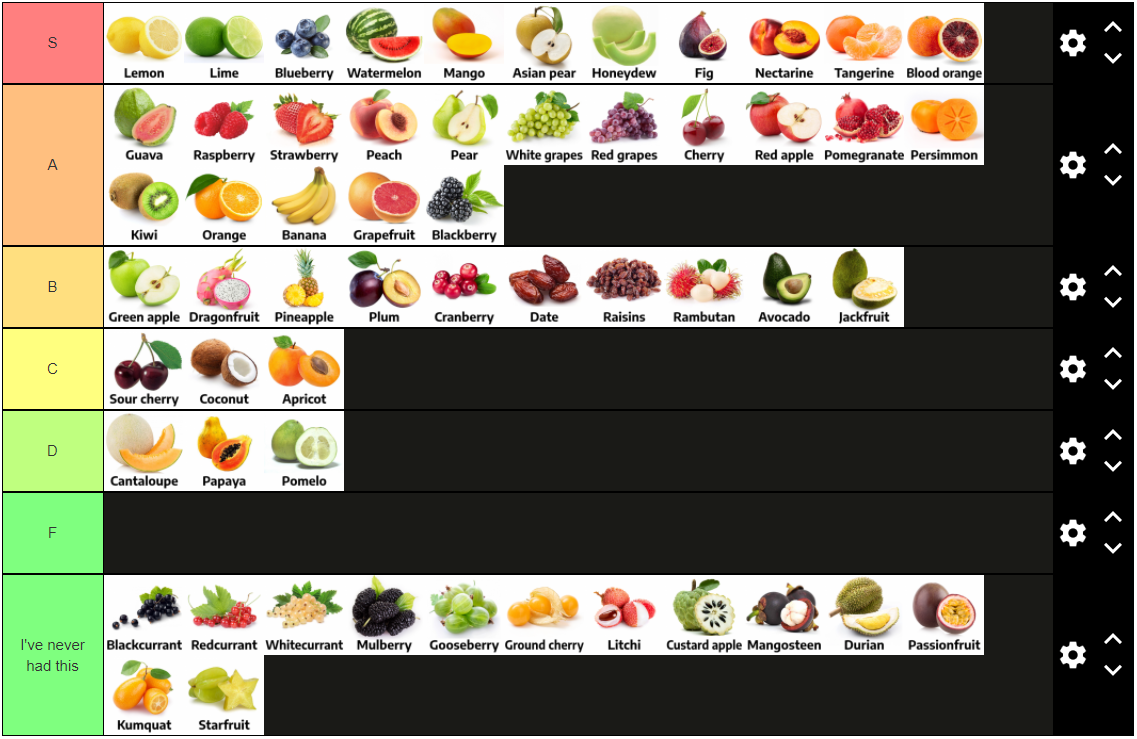 S
Lemon Lime Blueberry Watermelon Mango Asian pear Honeydew Fig Nectarine Tangerine Blood orange
A
Guava Raspberry Strawberry Peach Pear White grapes Red grapes Cherry Red apple Pomegranate Persimmon
Kiwi Orange Banana Grapefruit Blackberry
B
Green apple Dragonfruit Pineapple Plum Cranberry Date Raisins Rambutan Avocado Jackfruit
C
Sour cherry Coconut Apricot
D
Cantaloupe Papaya Pomelo
F
I've never
had this
Blackcurrant Redcurrant Whitecurrant Mulberry Gooseberry Ground cherry Litchi Custard apple Mangosteen Durian Passionfruit
Kumquat Starfruit